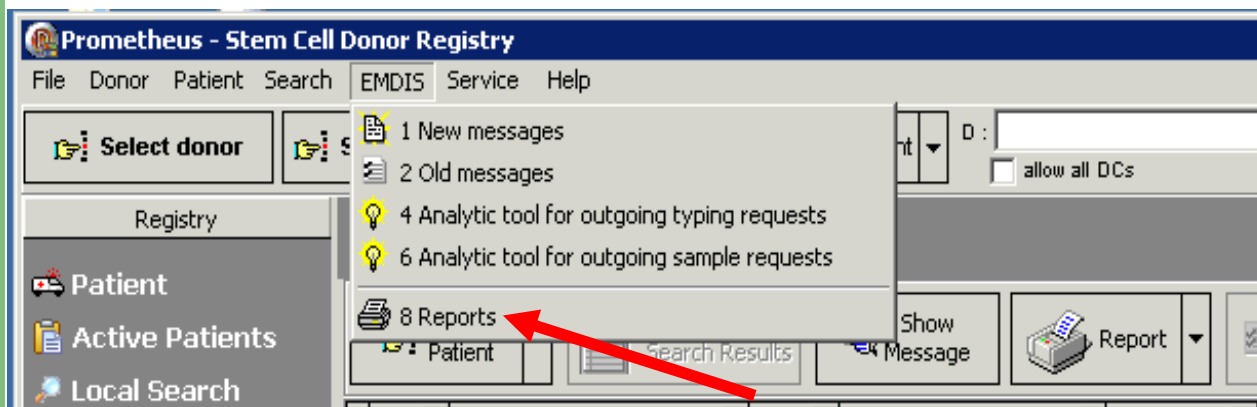 Prometheus - Stem Cell Donor Registry
File Donor Patient Search EMDIS Service Help
Select donor
D :
allow all DCs
1 New messages
2 Old messages
4 Analytic tool for outgoing typing requests
6 Analytic tool for outgoing sample requests
8 Reports
Registry
Patient
Active Patients
Local Search
Patient
Search Results
Show
Message
Report